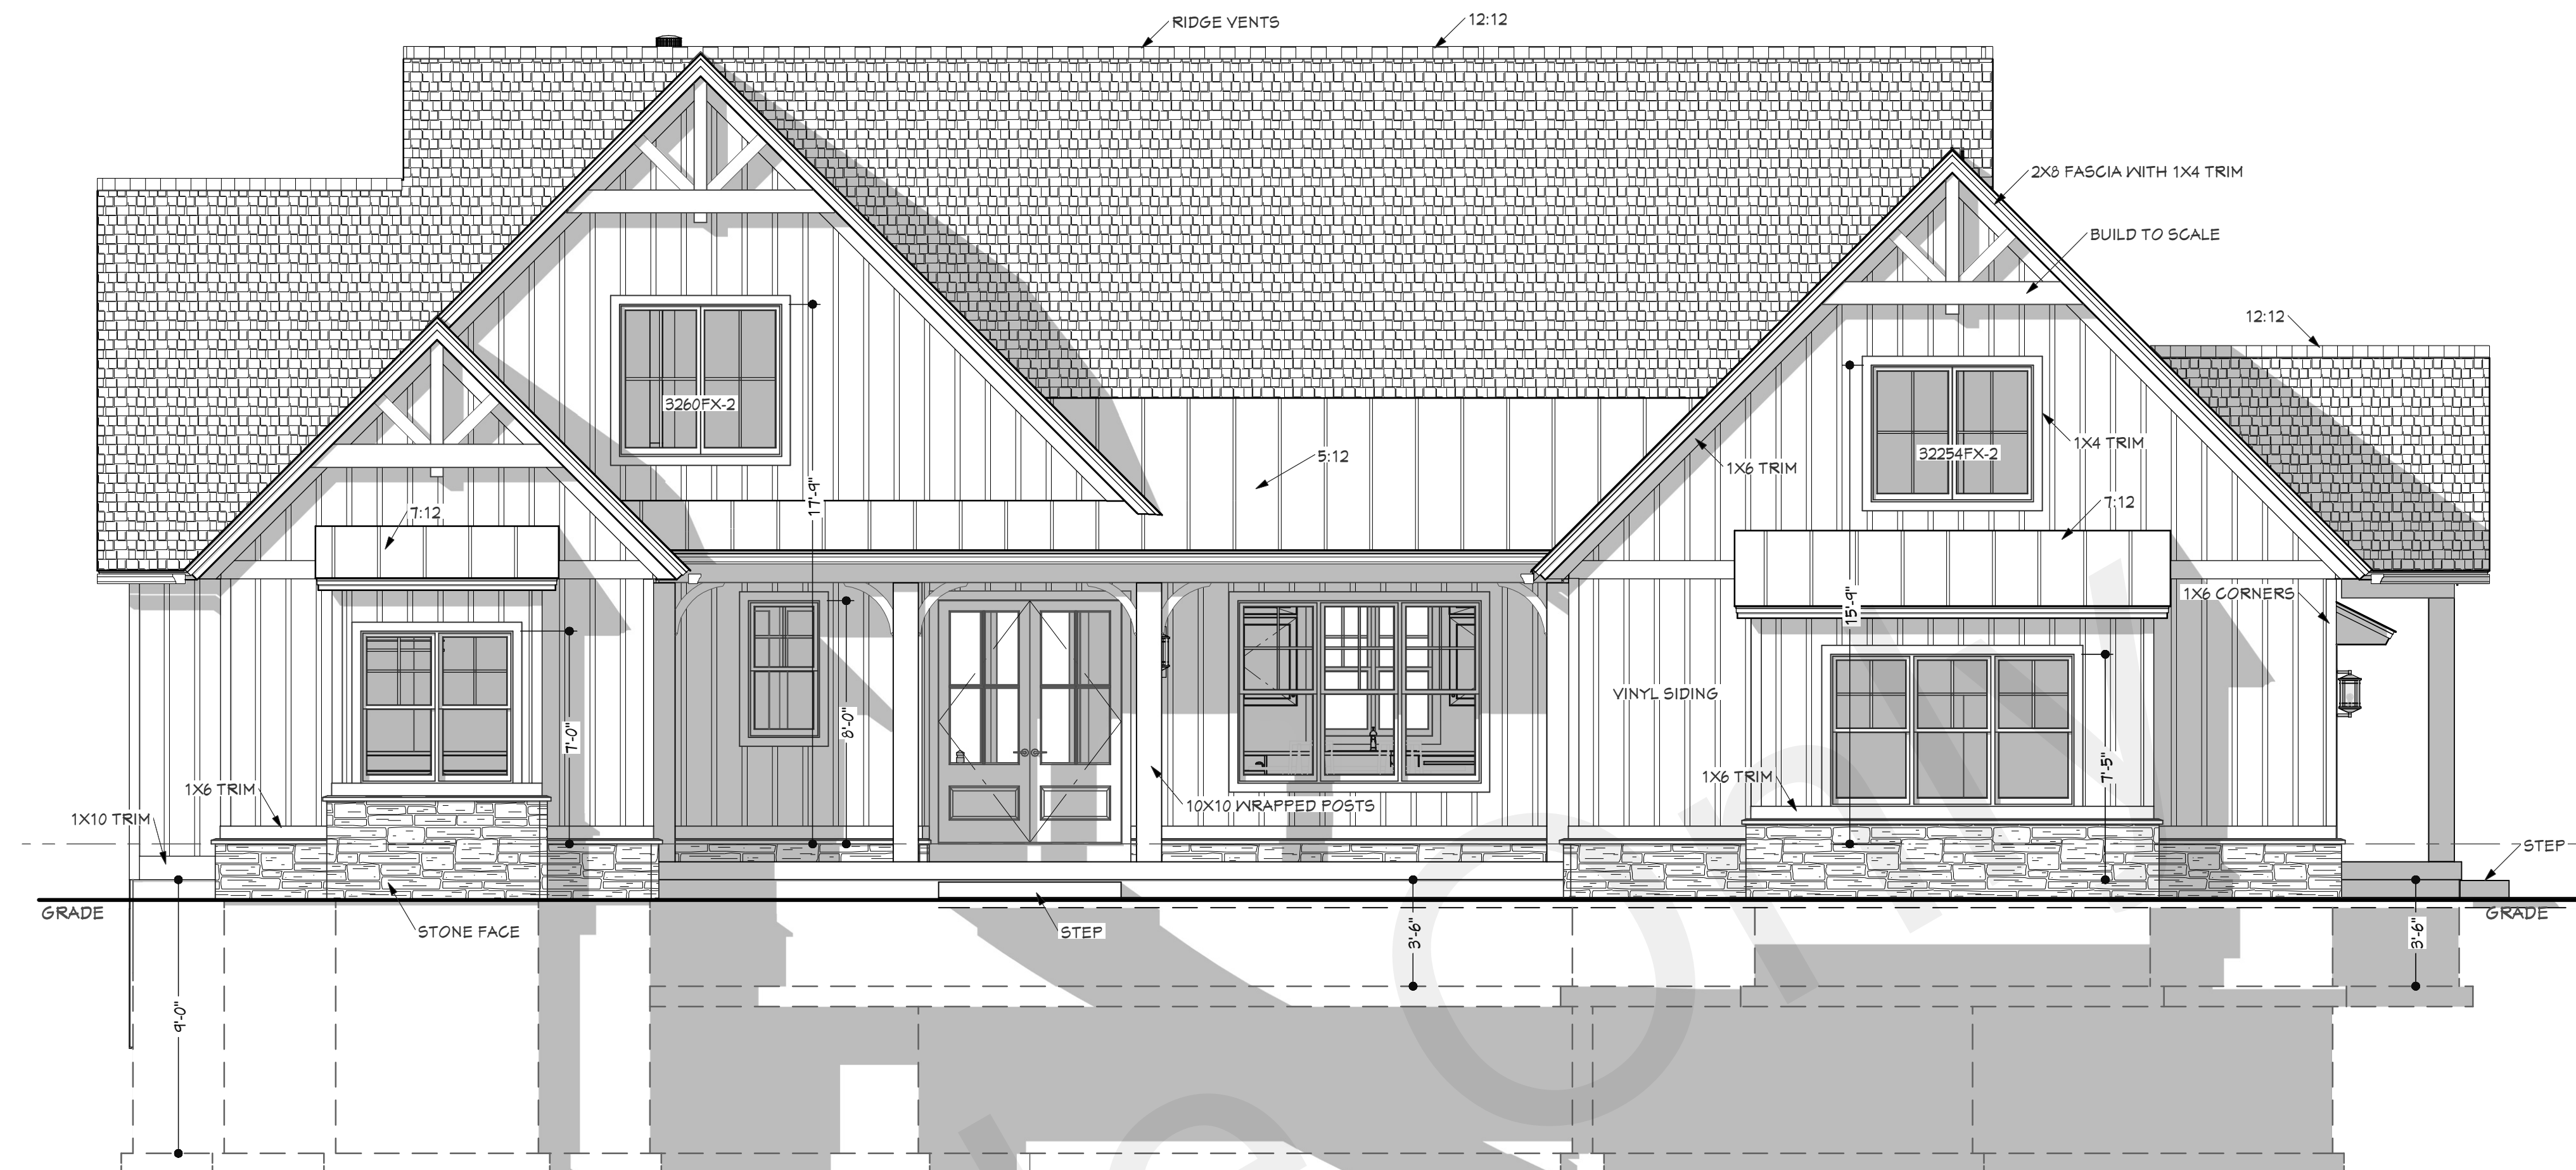 RIDGE VENTS
12:12
2X8 FASCIA WITH 1X4 TRIM
BUILD TO SCALE
12:12
3260FX-2
1X4 TRIM
32254FX-2
5:12
1X6 TRIM
17'-9"
7:12
7:12
15'-9"
1X6 CORNERS
VINYL SIDING
8'-0"
7'-0"
7'-5"
1X6 TRIM
1X6 TRIM
10X10 WRAPPED POSTS
1X10 TRIM
STEP
GRADE
GRADE
STONE FACE
STEP
3'-6"
3'-6"
9'-0"
Only